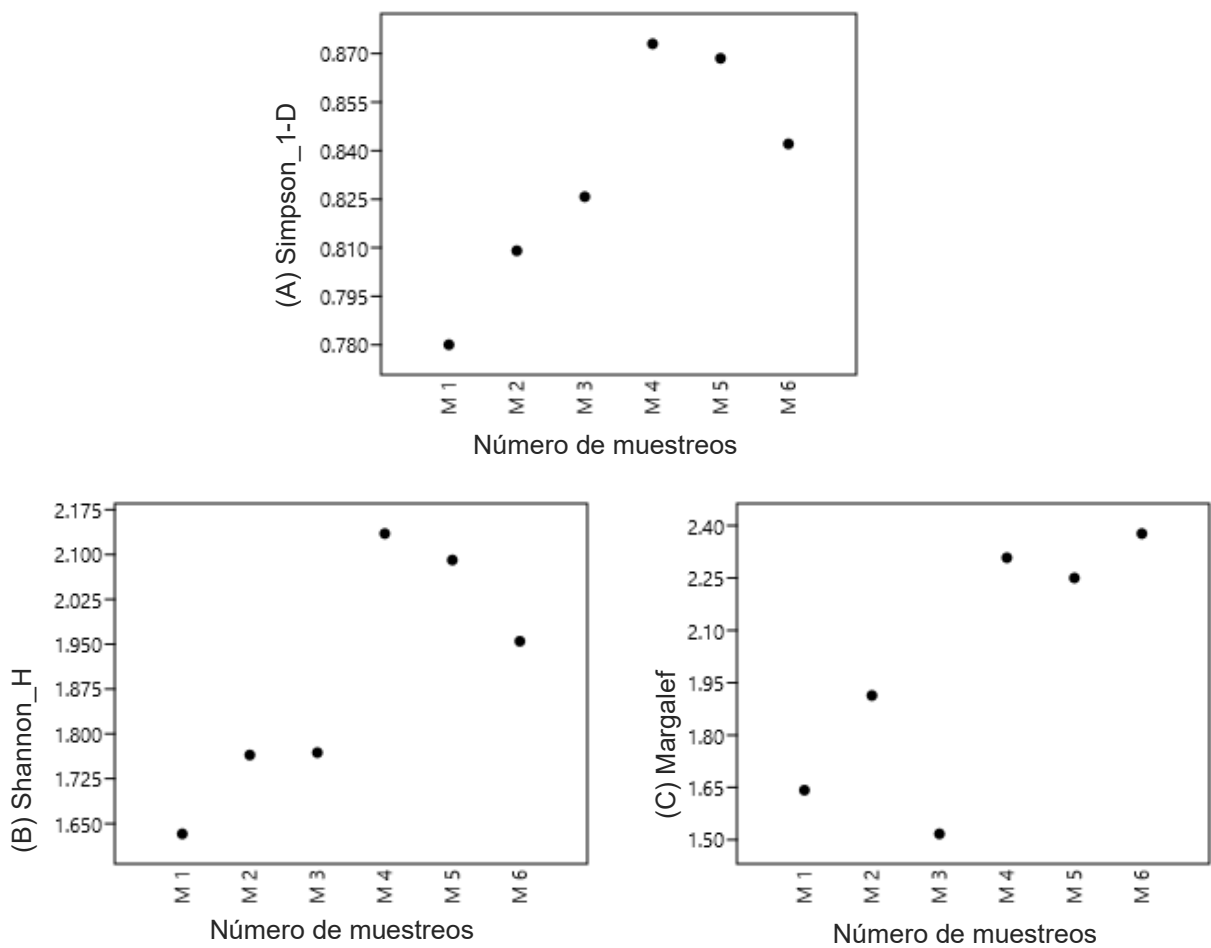 (A) Simpson_1-D
0.870
0.855
0.840
0.825
0.810
0.795
0.780
M 1
M 2
M 3
M 4
M 5
M 6
Número de muestreos
(B) Shannon_H
2.175
2.100
2.025
1.950
1.875
1.800
1.725
1.650
M 1
M 2
M 3
M 4
M 5
M 6
Número de muestreos
(C) Margalef
2.40
2.25
2.10
1.95
1.80
1.65
1.50
M 1
M 2
M 3
M 4
M 5
M 6
Número de muestreos